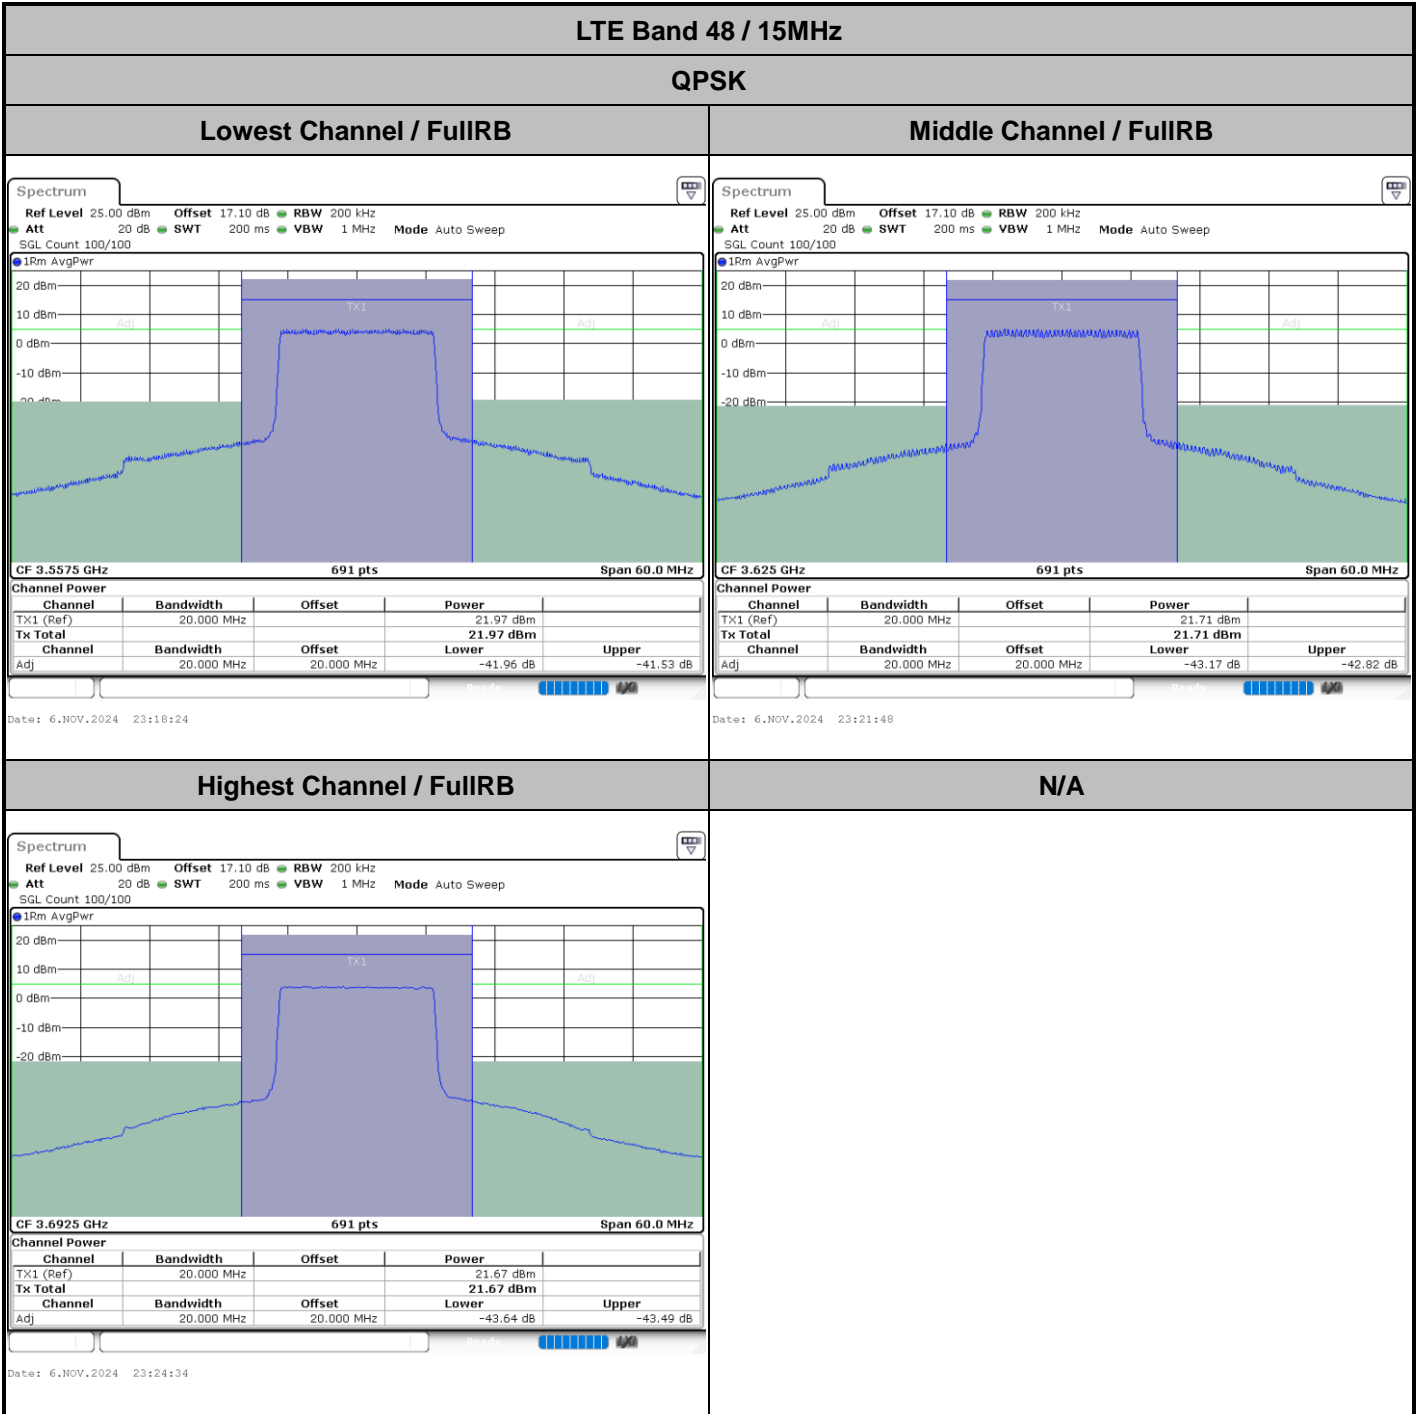 LTE Band 48 / 15MHz
QPSK
Lowest Channel / FullRB
Middle Channel / FullRB
Spectrum
Ref Level 25.00 dBm Offset 17.10 dB RBW 200 kHz
Att 20 dB SWT 200 ms VBW 1 MHz Mode Auto Sweep
SGL Count 100/100
1Rm AvgPwr
20 dBm
10 dBm
0 dBm
-10 dBm
-20 dBm
Adj
TX1
Adj
CF 3.5575 GHz 691 pts Span 60.0 MHz
Channel Power
Channel Bandwidth Offset Power
TX1 (Ref) 20.000 MHz 21.97 dBm
Tx Total 21.97 dBm
Channel Bandwidth Offset Lower Upper
Adj 20.000 MHz 20.000 MHz -41.96 dB -41.53 dB
Ready
Date: 6.NOV.2024 23:18:24
Spectrum
Ref Level 25.00 dBm Offset 17.10 dB RBW 200 kHz
Att 20 dB SWT 200 ms VBW 1 MHz Mode Auto Sweep
SGL Count 100/100
1Rm AvgPwr
20 dBm
10 dBm
0 dBm
-10 dBm
-20 dBm
Adj
TX1
Adj
CF 3.625 GHz 691 pts Span 60.0 MHz
Channel Power
Channel Bandwidth Offset Power
TX1 (Ref) 20.000 MHz 21.71 dBm
Tx Total 21.71 dBm
Channel Bandwidth Offset Lower Upper
Adj 20.000 MHz 20.000 MHz -43.17 dB -42.82 dB
Ready
Date: 6.NOV.2024 23:21:48
Highest Channel / FullRB
N/A
Spectrum
Ref Level 25.00 dBm Offset 17.10 dB RBW 200 kHz
Att 20 dB SWT 200 ms VBW 1 MHz Mode Auto Sweep
SGL Count 100/100
1Rm AvgPwr
20 dBm
10 dBm
0 dBm
-10 dBm
-20 dBm
Adj
TX1
Adj
CF 3.6925 GHz 691 pts Span 60.0 MHz
Channel Power
Channel Bandwidth Offset Power
TX1 (Ref) 20.000 MHz 21.67 dBm
Tx Total 21.67 dBm
Channel Bandwidth Offset Lower Upper
Adj 20.000 MHz 20.000 MHz -43.64 dB -43.49 dB
Ready
Date: 6.NOV.2024 23:24:34